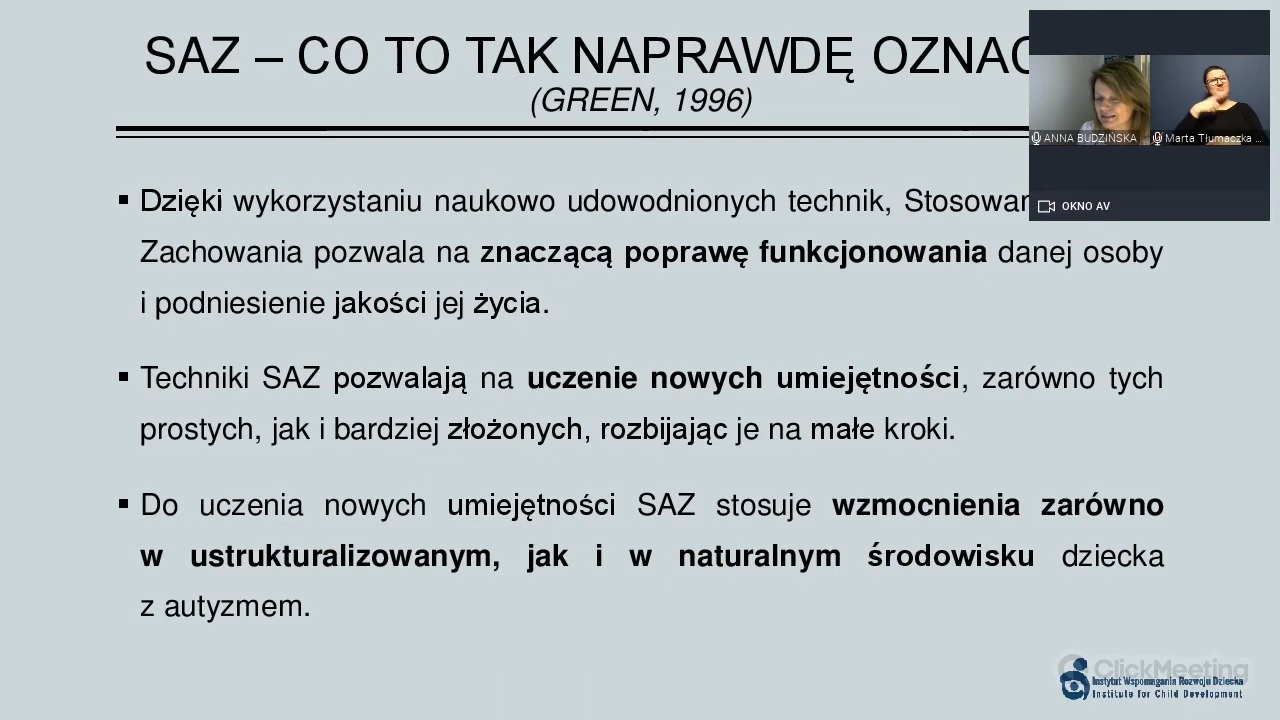 SAZ – CO TO TAK NAPRAWDĘ OZNAC
(GREEN, 1996)
▪ Dzięki wykorzystaniu naukowo udowodnionych technik,
Zachowania pozwala na znaczącą poprawę funkcjonowania danej osoby
i podniesienie jakości jej życia.
▪ Techniki SAZ pozwalają na uczenie nowych umiejętności, zarówno tych
prostych, jak i bardziej złożonych, rozbijając je na małe kroki.
▪ Do uczenia nowych umiejętności SAZ stosuje wzmocnienia zarówno
w ustrukturalizowanym, jak i w naturalnym środowisku dziecka
z autyzmem.
ANNA BUDZIŃSKA
Marta Tłumaczka ...
OKNO AV
ClickMeeting
Instytut Wspomagania Rozwoju Dziecka
Institute for Child Development